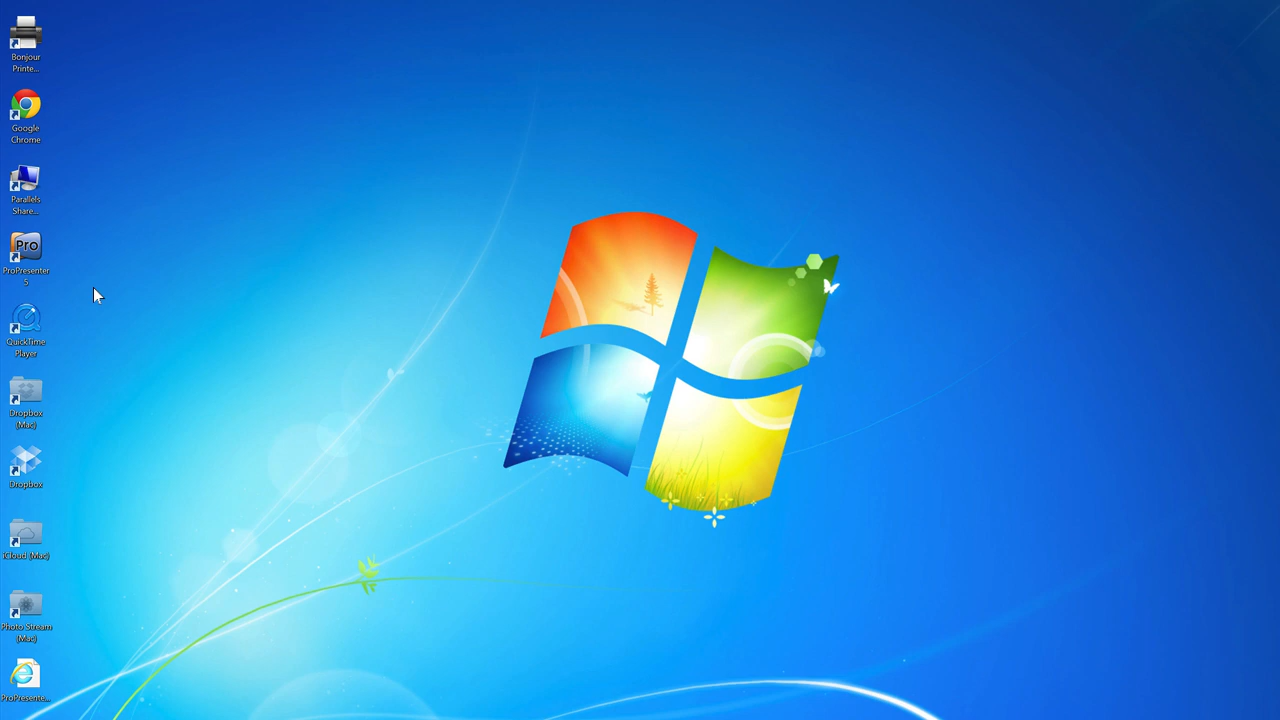 Bonjour
Printe...
Google
Chrome
Parallels
Share...
Pro
ProPresenter
5
QuickTime
Player
Dropbox
(Mac)
Dropbox
iCloud (Mac)
Photo Stream
(Mac)
ProPresente...